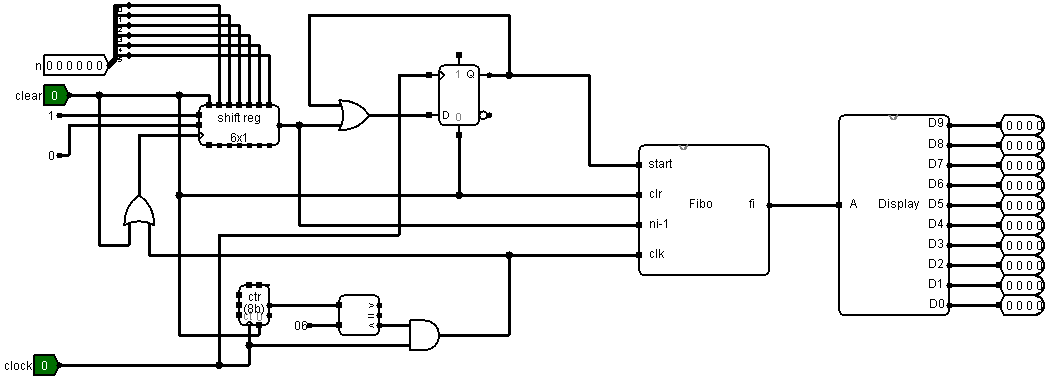 n 0 0 0 0 0 0
clear 0
1
0
shift reg
6x1
1 Q
D 0
start
clr
ni-1
clk
Fibo
fi
A
Display
D9 0 0 0 0
D8 0 0 0 0
D7 0 0 0 0
D6 0 0 0 0
D5 0 0 0 0
D4 0 0 0 0
D3 0 0 0 0
D2 0 0 0 0
D1 0 0 0 0
D0 0 0 0 0
ctr
(8b)
06
>
=
<
clock 0